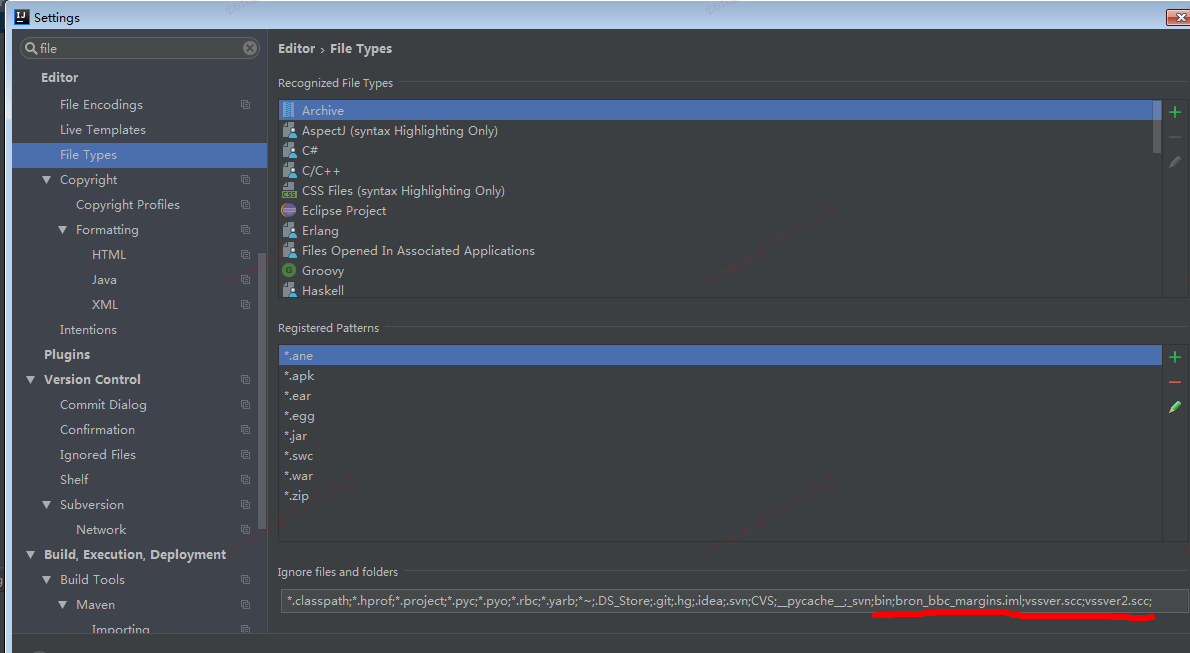 Settings
file
Editor
File Encodings
Live Templates
File Types
Copyright
Copyright Profiles
Formatting
HTML
Java
XML
Intentions
Plugins
Version Control
Commit Dialog
Confirmation
Ignored Files
Shelf
Subversion
Network
Build, Execution, Deployment
Build Tools
Maven
Importing
Editor › File Types
Recognized File Types
Archive
AspectJ (syntax Highlighting Only)
C#
C/C++
CSS Files (syntax Highlighting Only)
Eclipse Project
Erlang
Files Opened In Associated Applications
Groovy
Haskell
Registered Patterns
*.ane
*.apk
*.ear
*.egg
*.jar
*.swc
*.war
*.zip
Ignore files and folders
*.classpath;*.hprof;*.project;*.pyc;*.pyo;*.rbc;*.yarb;*~;.DS_Store;.git;.hg;.idea;.svn;CVS;__pycache__;_svn;bin;bron_bbc_margins.iml;vssver.scc;vssver2.scc;